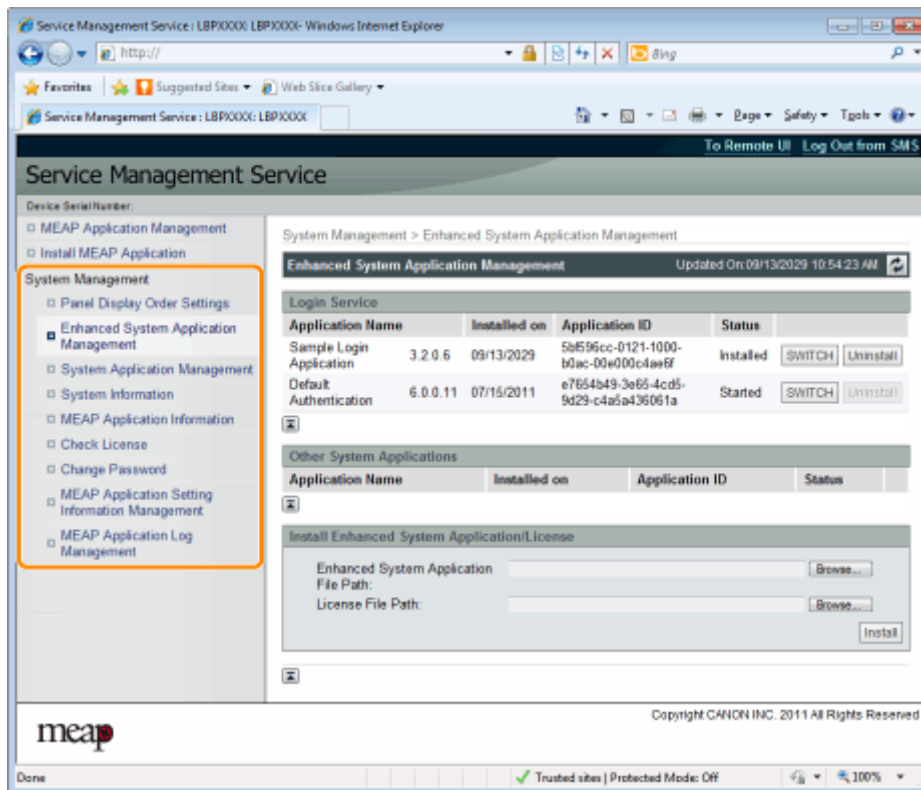 Service Management Service : LBPXXXX: LBPXXXX- Windows Internet Explorer
http://
Bing
Favorites
Suggested Sites
Web Slice Gallery
Service Management Service : LBPXXXX: LBPXXXX
Page
Safety
Tools
To Remote UI
Log Out from SMS
Service Management Service
Device Serial Number:
MEAP Application Management
Install MEAP Application
System Management
Panel Display Order Settings
Enhanced System Application
Management
System Application Management
System Information
MEAP Application Information
Check License
Change Password
MEAP Application Setting
Information Management
MEAP Application Log
Management
System Management > Enhanced System Application Management
Enhanced System Application Management
Updated On:09/13/2029 10:54:23 AM
Login Service
Application Name Installed on Application ID Status
Sample Login
Application
3.2.0.6
09/13/2029
5bf596cc-0121-1000-
b0ac-00e000c4ae6f
Installed
SWITCH
Uninstall
Default
Authentication
6.0.0.11
07/15/2011
e7654b49-3e65-4cd5-
9d29-c4a5a436061a
Started
SWITCH
Uninstall
Other System Applications
Application Name Installed on Application ID Status
Install Enhanced System Application/License
Enhanced System Application
File Path:
Browse...
License File Path:
Browse...
Install
meap
Copyright CANON INC. 2011 All Rights Reserved
Done
Trusted sites | Protected Mode: Off
100%